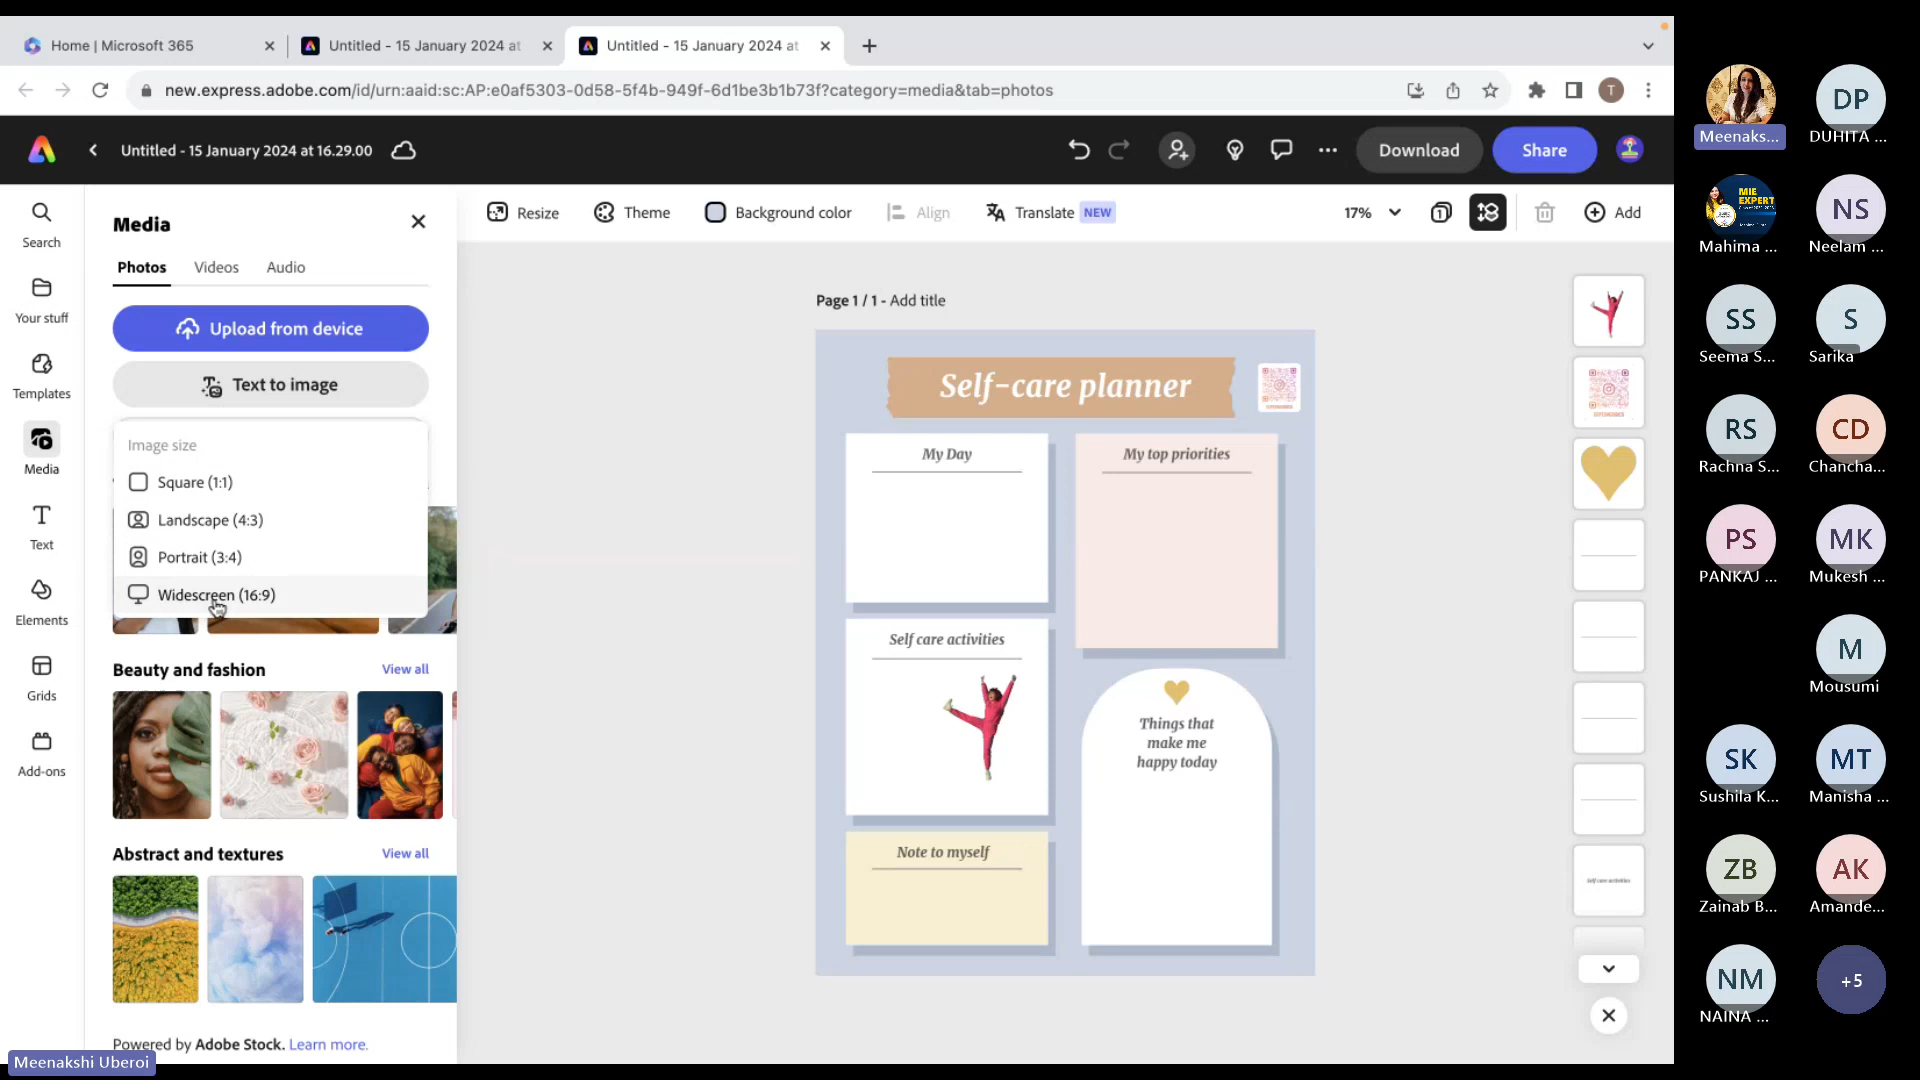 Home | Microsoft 365
Untitled - 15 January 2024 at
Untitled - 15 January 2024 at
new.express.adobe.com/id/urn:aaid:sc:AP:e0af5303-0d58-5f4b-949f-6d1be3b1b73f?category=media&tab=photos
T
Untitled - 15 January 2024 at 16.29.00
Download
Share
Search
Your stuff
Templates
Media
Text
Elements
Grids
Add-ons
Media
Photos
Videos
Audio
Upload from device
Text to image
Image size
Square (1:1)
Landscape (4:3)
Portrait (3:4)
Widescreen (16:9)
Beauty and fashion
View all
Abstract and textures
View all
Powered by Adobe Stock. Learn more.
Meenakshi Uberoi
Resize
Theme
Background color
Align
Translate NEW
17%
1
Add
Page 1 / 1 - Add title
Self-care planner
My Day
My top priorities
Self care activities
Things that
make me
happy today
Note to myself
Self care activities
Meenaks...
DP
DUHITA ...
MIE
EXPERT
Mahima ...
NS
Neelam ...
SS
Seema S...
S
Sarika
RS
Rachna S...
CD
Chancha...
PS
PANKAJ ...
MK
Mukesh ...
M
Mousumi
SK
Sushila K...
MT
Manisha ...
ZB
Zainab B...
AK
Amande...
NM
NAINA ...
+5